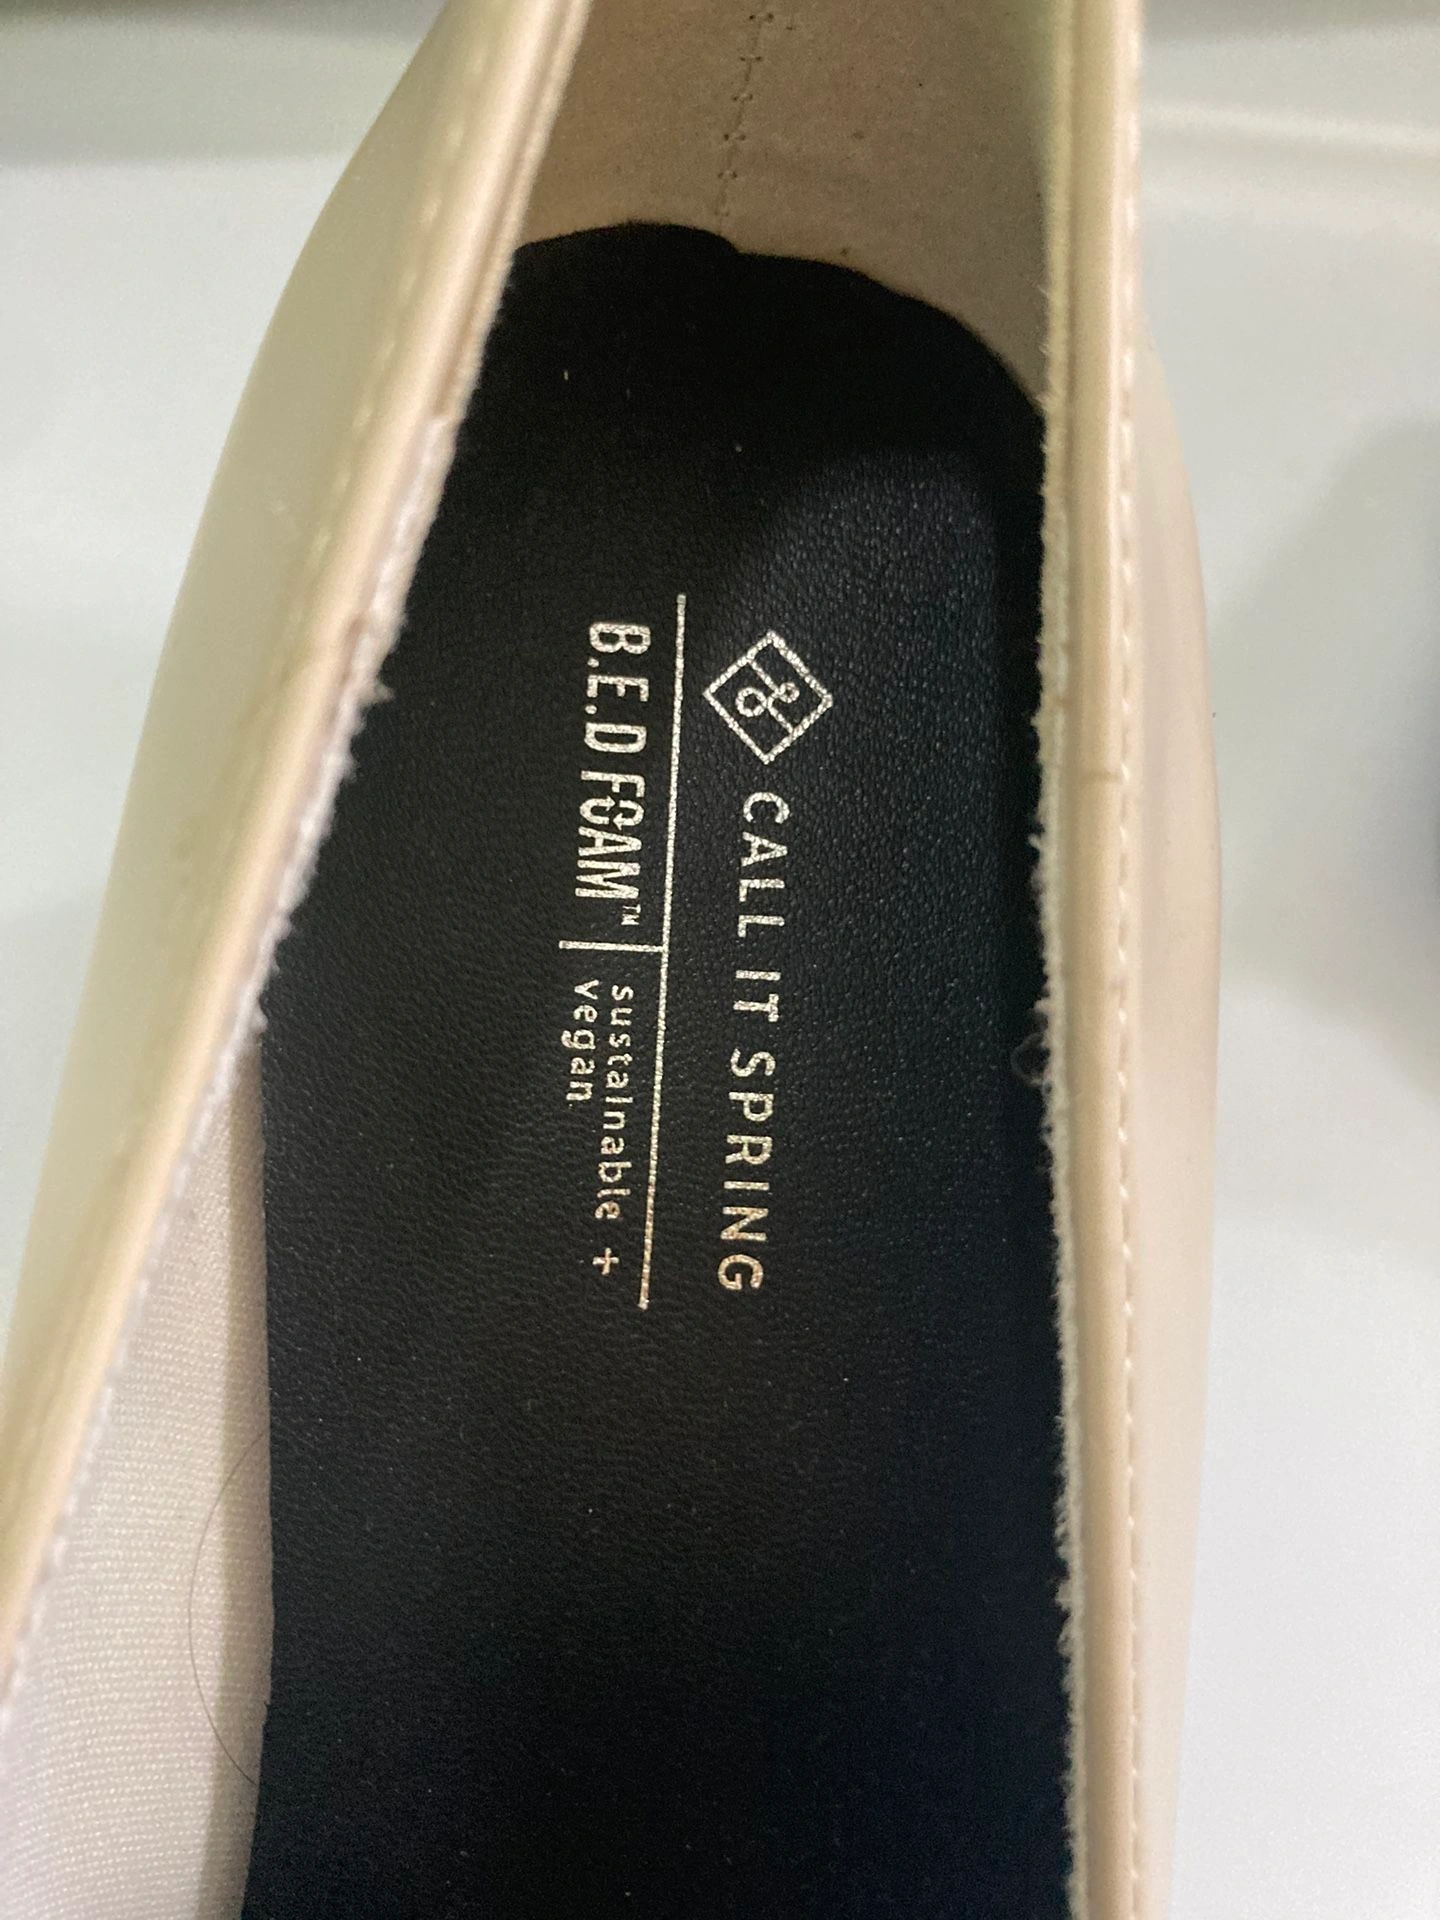 CALL IT SPRING
B.E.D FOAM™
sustainable +
vegan